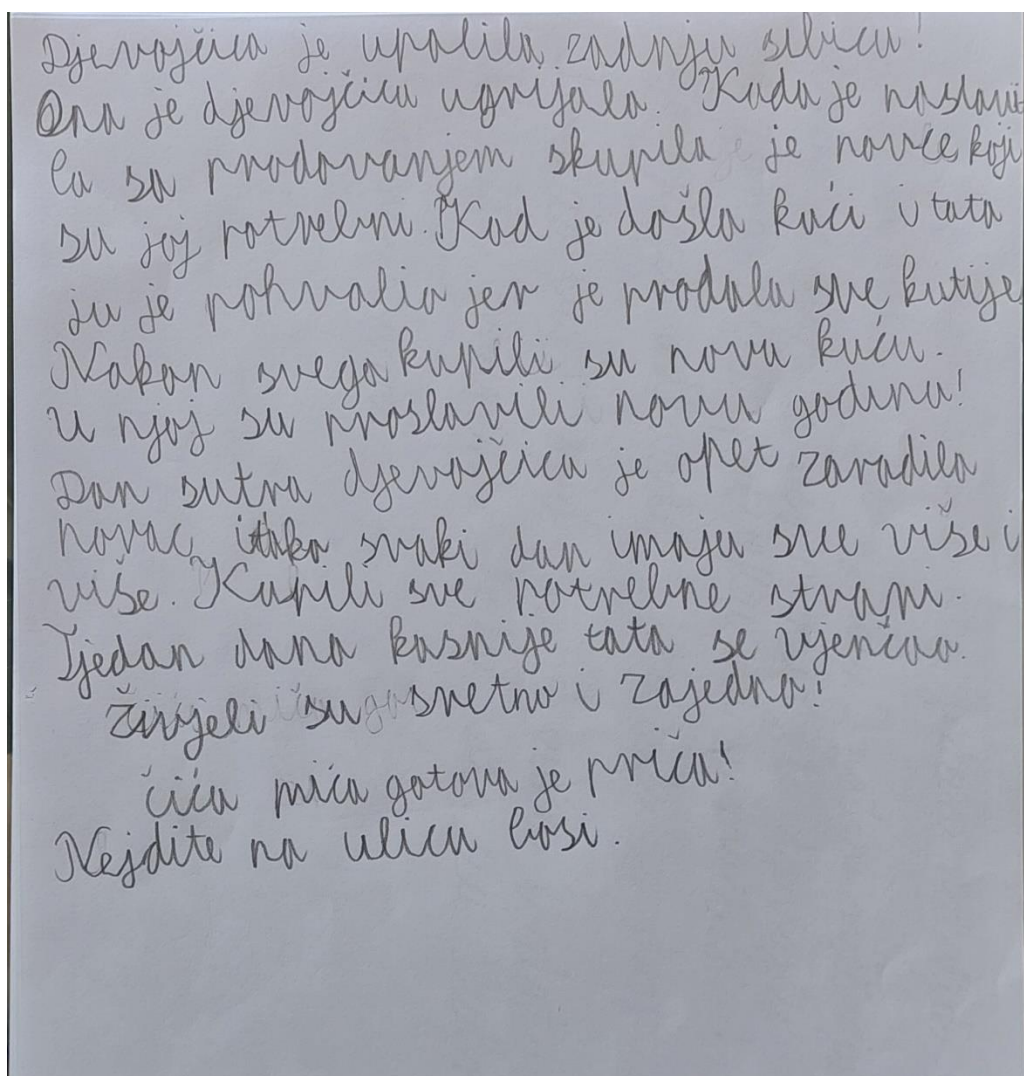 Djevojčica je upalila zadnju šibicu!
Ona je djevojčicu ugrijala. Kada je nastavi
la sa prodavanjem skupila je novce koji
su joj potrebni. Kad je došla kući i tata
ju je pohvalio jer je prodala sve kutije
Nakon svega kupili su novu kuću.
U njoj su proslavili novu godinu!
Dan sutra djevojčica je opet zaradila
novac i tako svaki dan imaju sve više i
više. Kupili sve potrebne stvari.
Tjedan dana kasnije tata se vjenčao.
Živjeli su sretno i zajedno!
čića mića gotova je priča!
Nejdite na ulicu bosi.